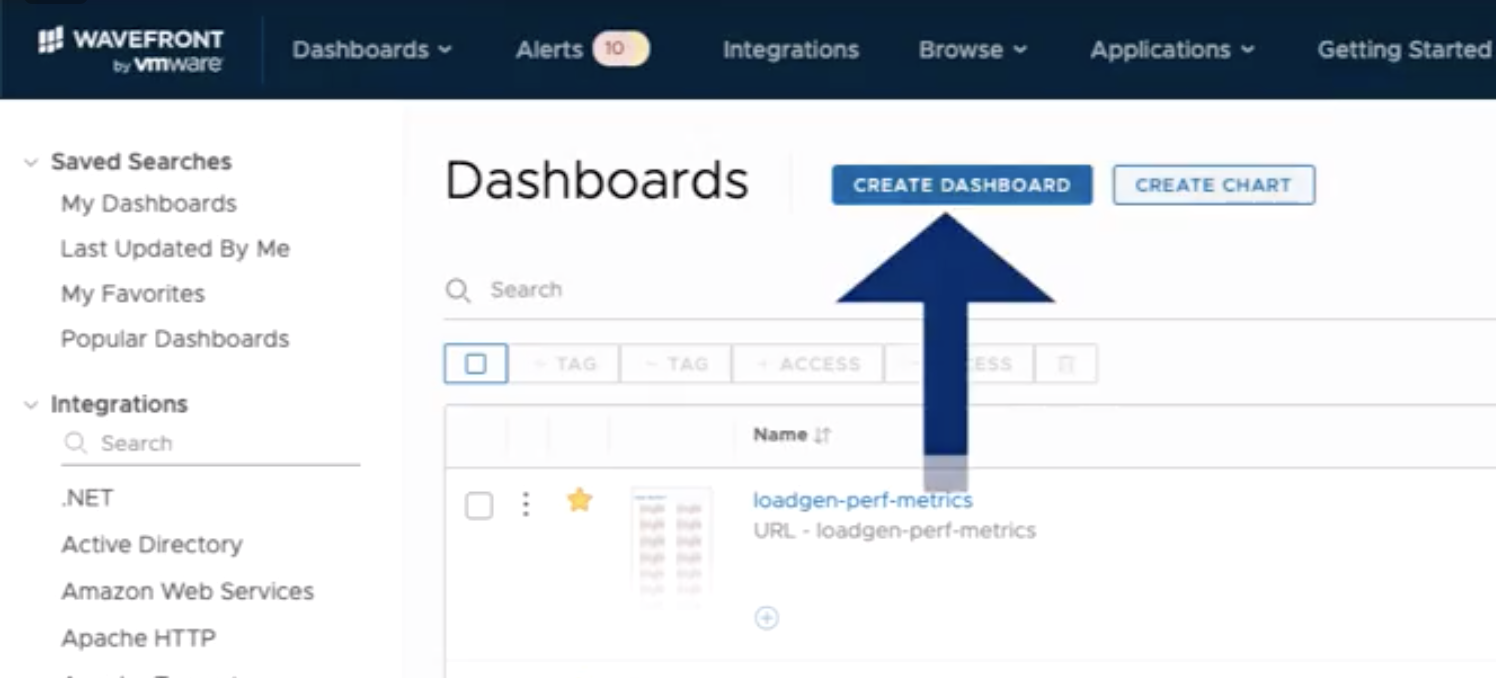 WAVEFRONT
by vmware
Dashboards
Alerts 10
Integrations
Browse
Applications
Getting Started
Saved Searches
My Dashboards
Last Updated By Me
My Favorites
Popular Dashboards
Integrations
Search
.NET
Active Directory
Amazon Web Services
Apache HTTP
Dashboards
CREATE DASHBOARD
CREATE CHART
Search
TAG
- TAG
+ ACCESS
Name
loadgen-perf-metrics
URL - loadgen-perf-metrics